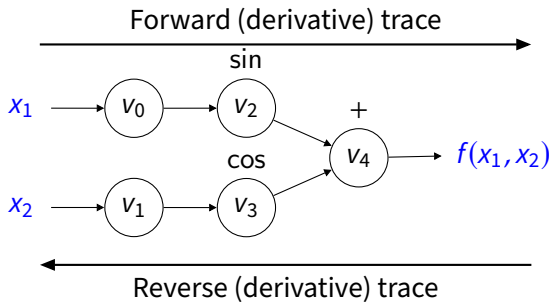 Forward (derivative) trace
sin
x₁ v₀ v₂ +
v₄ f(x₁, x₂)
cos
x₂ v₁ v₃
Reverse (derivative) trace